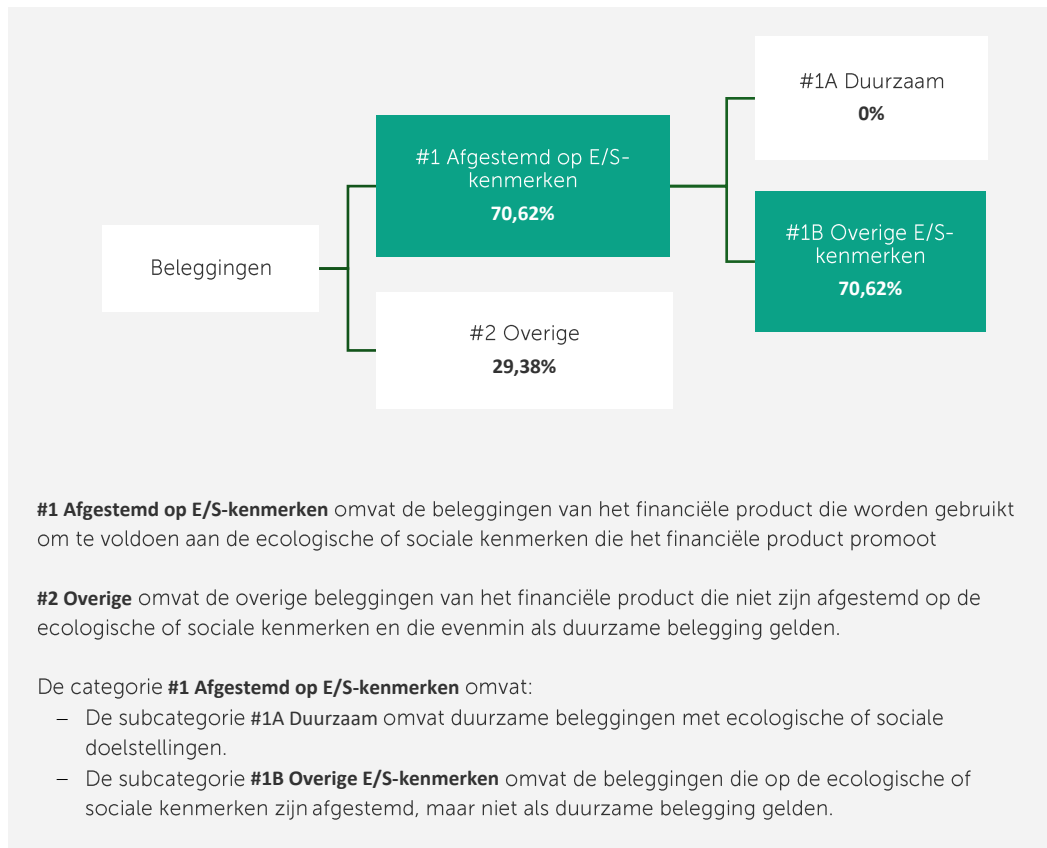 #1A Duurzaam
0%
#1 Afgestemd op E/S-
kenmerken
70,62%
#1B Overige E/S-
kenmerken
70,62%
Beleggingen
#2 Overige
29,38%
#1 Afgestemd op E/S-kenmerken omvat de beleggingen van het financiële product die worden gebruikt
om te voldoen aan de ecologische of sociale kenmerken die het financiële product promoot
#2 Overige omvat de overige beleggingen van het financiële product die niet zijn afgestemd op de
ecologische of sociale kenmerken en die evenmin als duurzame belegging gelden.
De categorie #1 Afgestemd op E/S-kenmerken omvat:
– De subcategorie #1A Duurzaam omvat duurzame beleggingen met ecologische of sociale
doelstellingen.
– De subcategorie #1B Overige E/S-kenmerken omvat de beleggingen die op de ecologische of
sociale kenmerken zijn afgestemd, maar niet als duurzame belegging gelden.